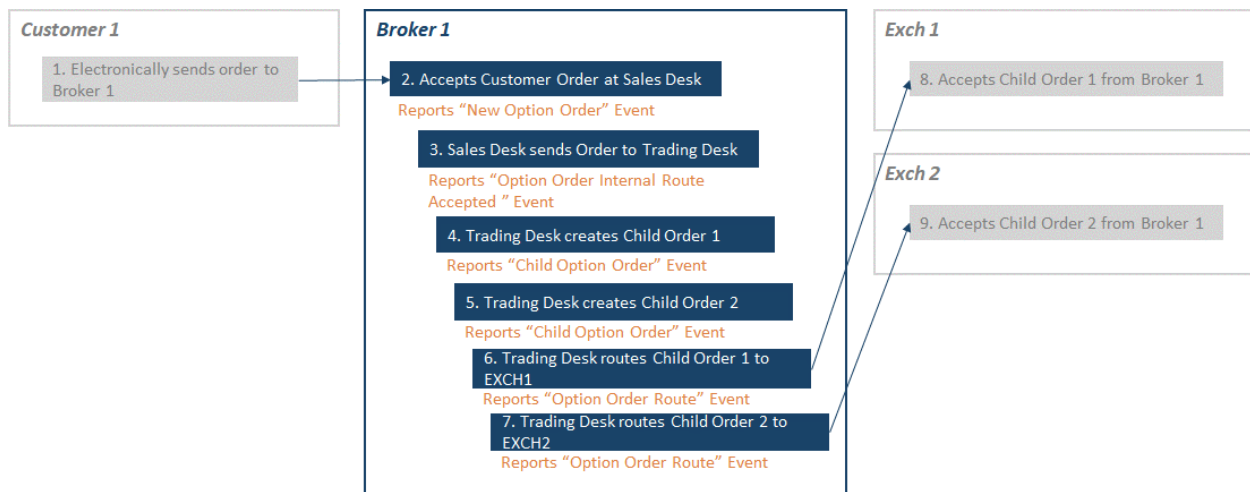 Customer 1
1. Electronically sends order to
Broker 1
Broker 1
2. Accepts Customer Order at Sales Desk
Reports “New Option Order” Event
3. Sales Desk sends Order to Trading Desk
Reports “Option Order Internal Route
Accepted ” Event
4. Trading Desk creates Child Order 1
Reports “Child Option Order” Event
5. Trading Desk creates Child Order 2
Reports “Child Option Order” Event
6. Trading Desk routes Child Order 1 to
EXCH1
Reports “Option Order Route” Event
7. Trading Desk routes Child Order 2 to
EXCH2
Reports “Option Order Route” Event
Exch 1
8. Accepts Child Order 1 from Broker 1
Exch 2
9. Accepts Child Order 2 from Broker 1